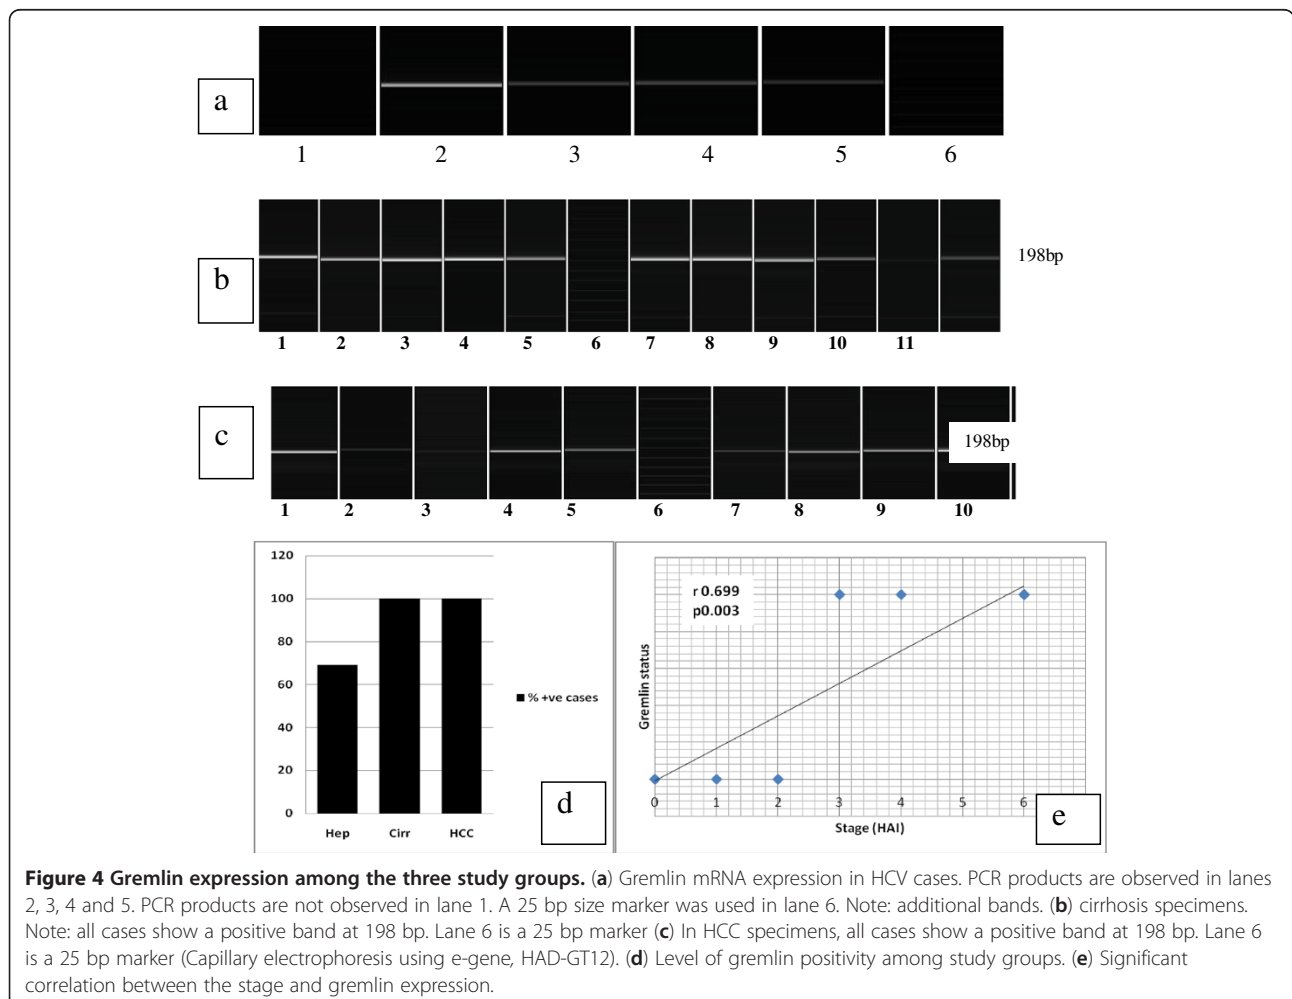 a
1 2 3 4 5 6
b
198bp
1 2 3 4 5 6 7 8 9 10 11
c
198bp
1 2 3 4 5 6 7 8 9 10
120
100
80
60
40
20
0
Hep Cirr HCC
■ % +ve cases
d
r 0.699
p0.003
Gremlin status
0 1 2 3 4 5 6
Stage (HAI)
e
Figure 4 Gremlin expression among the three study groups. (a) Gremlin mRNA expression in HCV cases. PCR products are observed in lanes
2, 3, 4 and 5. PCR products are not observed in lane 1. A 25 bp size marker was used in lane 6. Note: additional bands. (b) cirrhosis specimens.
Note: all cases show a positive band at 198 bp. Lane 6 is a 25 bp marker (c) In HCC specimens, all cases show a positive band at 198 bp. Lane 6
is a 25 bp marker (Capillary electrophoresis using e-gene, HAD-GT12). (d) Level of gremlin positivity among study groups. (e) Significant
correlation between the stage and gremlin expression.